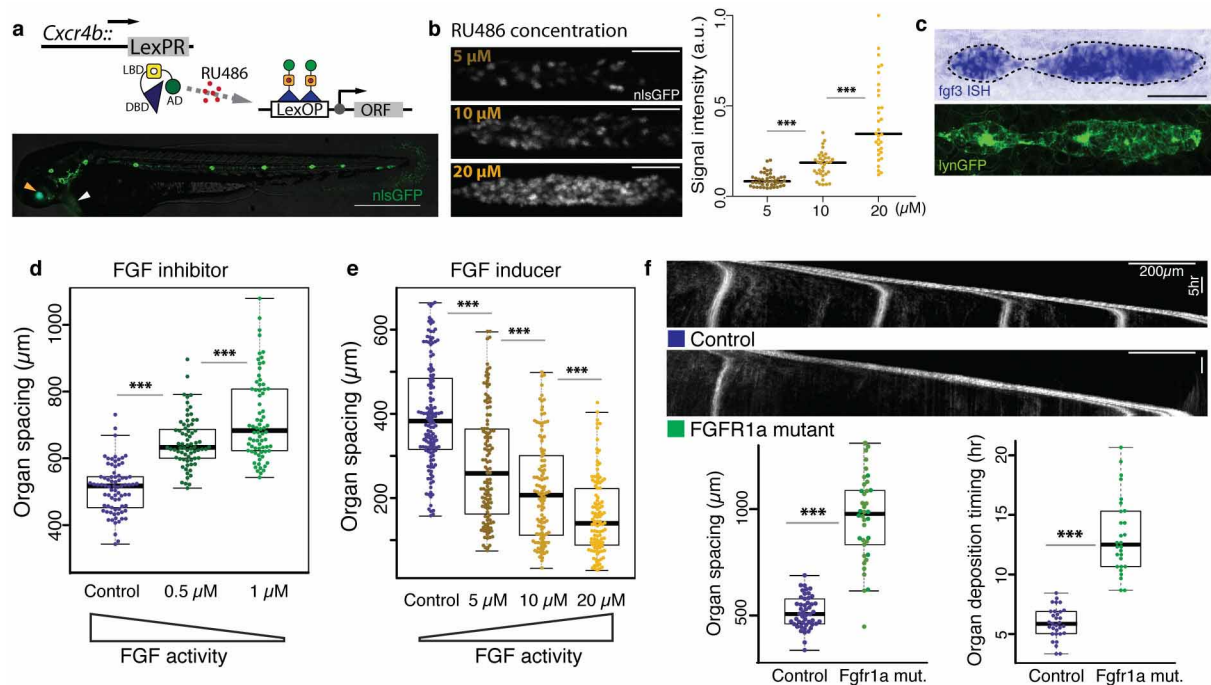 a
Cxcr4b::
LexPR
LBD
RU486
DBD
AD
LexOP
ORF
nlsGFP
b
RU486 concentration
5 µM
nlsGFP
10 µM
20 µM
Signal intensity (a.u.)
1.0
0.5
0.0
***
***
5
10
20
(µM)
c
fgf3 ISH
lynGFP
d
FGF inhibitor
Organ spacing (µm)
1000
800
600
400
***
***
Control
0.5 µM
1 µM
FGF activity
e
FGF inducer
Organ spacing (µm)
600
400
200
***
***
***
Control
5 µM
10 µM
20 µM
FGF activity
f
200µm
5hr
Control
FGFR1a mutant
Organ spacing (µm)
1000
500
***
Control
Fgfr1a mut.
Organ deposition timing (hr)
20
15
10
5
***
Control
Fgfr1a mut.